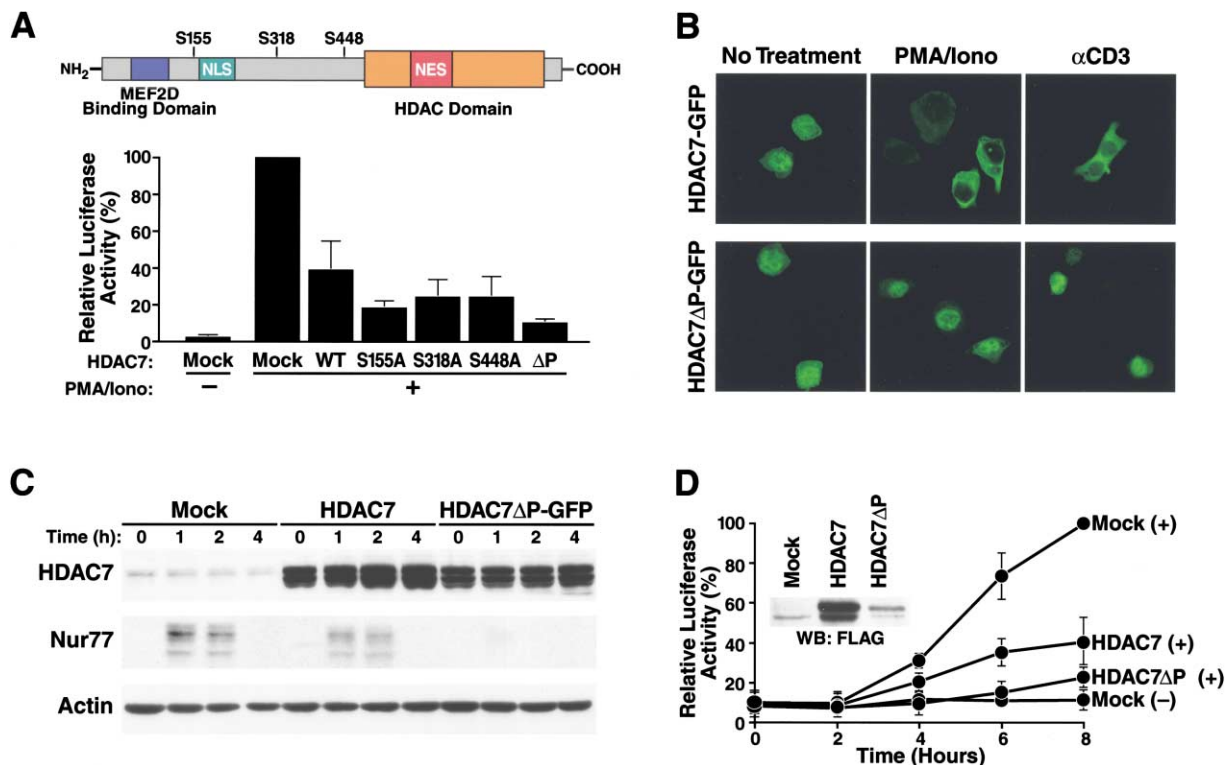 A
S155 S318 S448
NH2 NLS NES COOH
MEF2D
Binding Domain HDAC Domain
Relative Luciferase
Activity (%)
100
80
60
40
20
0
HDAC7: Mock Mock WT S155A S318A S448A ΔP
PMA/Iono: − +
B
No Treatment PMA/Iono αCD3
HDAC7-GFP
HDAC7ΔP-GFP
C
Mock HDAC7 HDAC7ΔP-GFP
Time (h): 0 1 2 4 0 1 2 4 0 1 2 4
HDAC7
Nur77
Actin
D
Relative Luciferase
Activity (%)
100
80
60
40
20
0
Mock HDAC7 HDAC7ΔP
WB: FLAG
Mock (+)
HDAC7 (+)
HDAC7ΔP (+)
Mock (−)
0 2 4 6 8
Time (Hours)